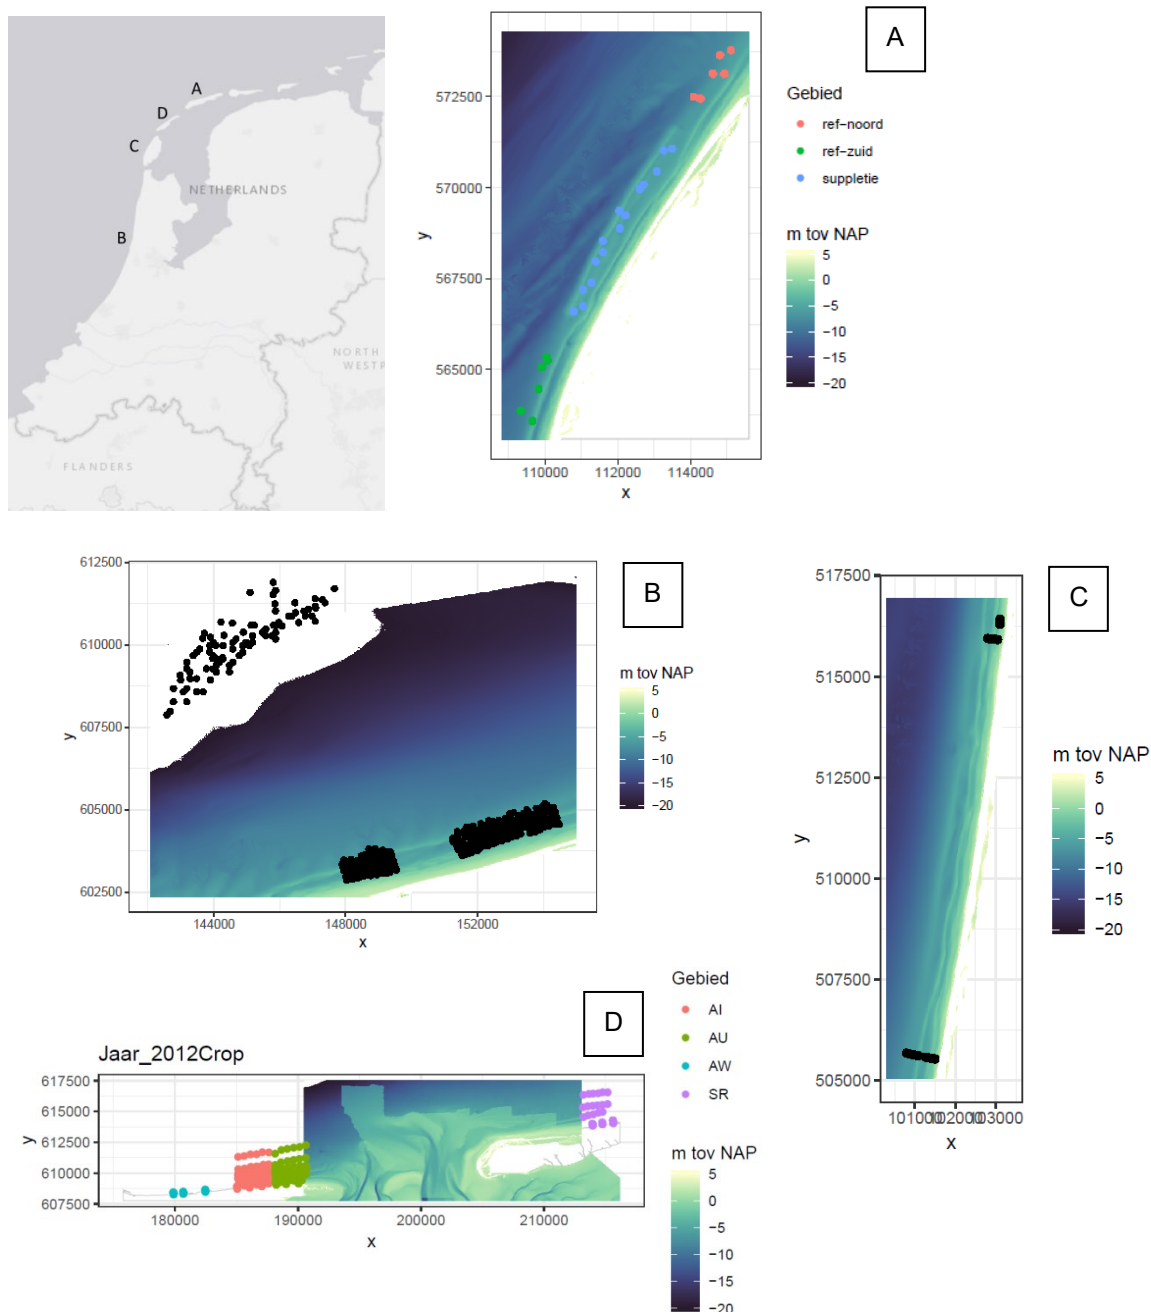 A
D
C
NETHERLANDS
B
NORTH
WESTP
FLANDERS
A
572500
570000
567500
565000
y
110000 112000 114000
x
Gebied
ref-noord
ref-zuid
suppletie
m tov NAP
5
0
−5
−10
−15
−20
B
612500
610000
607500
605000
602500
y
144000 148000 152000
x
m tov NAP
5
0
−5
−10
−15
−20
C
517500
515000
512500
510000
507500
505000
y
101000 102000 103000
x
m tov NAP
5
0
−5
−10
−15
−20
D
Jaar_2012Crop
617500
615000
612500
610000
607500
y
180000 190000 200000 210000
x
Gebied
AI
AU
AW
SR
m tov NAP
5
0
−5
−10
−15
−20